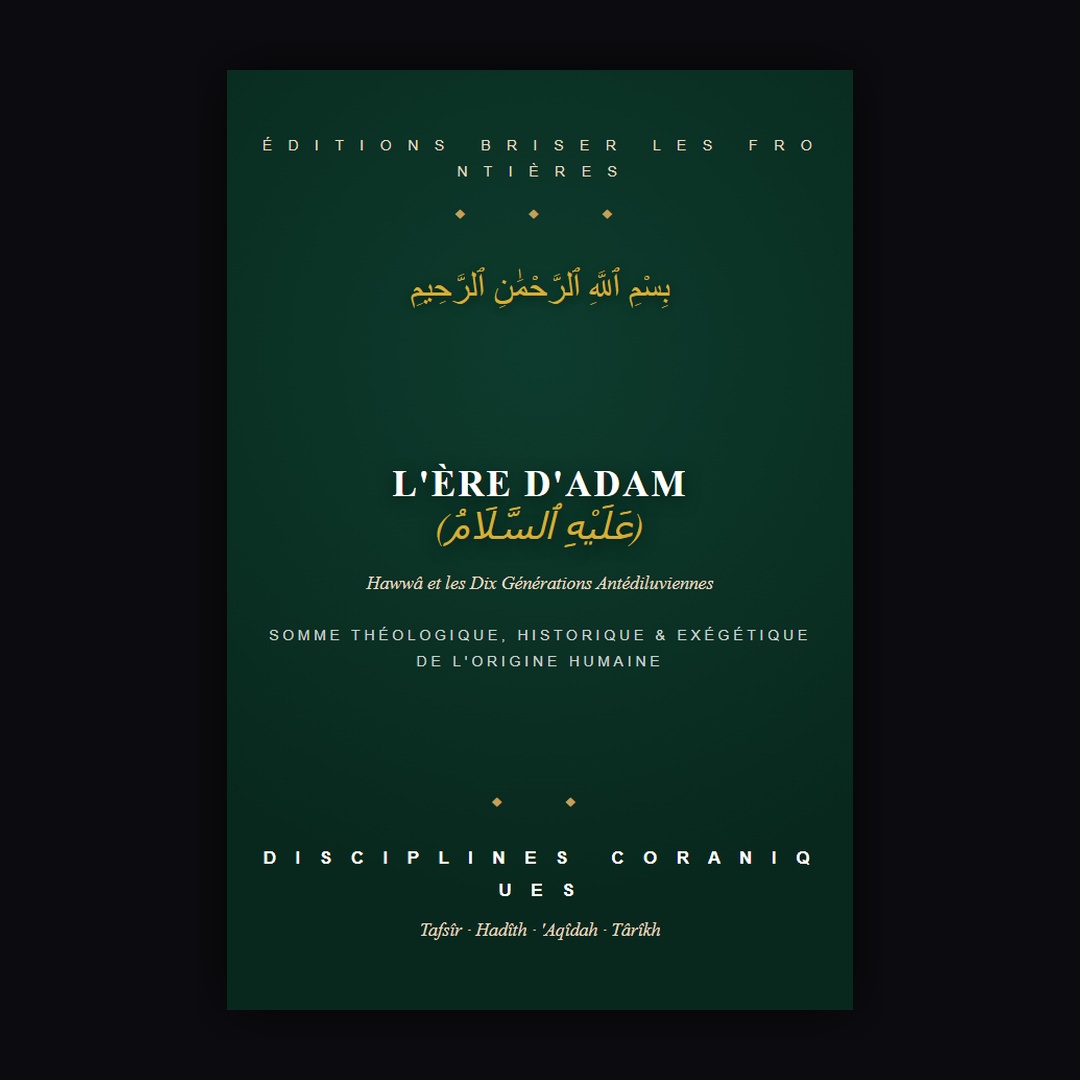 ÉDITIONS BRISER LES FRO
NTIÈRES
بِسْمِ ٱللَّهِ ٱلرَّحْمَٰنِ ٱلرَّحِيمِ
L'ÈRE D'ADAM
(عَلَيْهِ ٱلسَّلَامُ)
Hawwâ et les Dix Générations Antédiluviennes
SOMME THÉOLOGIQUE, HISTORIQUE & EXÉGÉTIQUE
DE L'ORIGINE HUMAINE
DISCIPLINES CORANIQ
UES
Tafsîr · Hadîth · 'Aqîdah · Târîkh